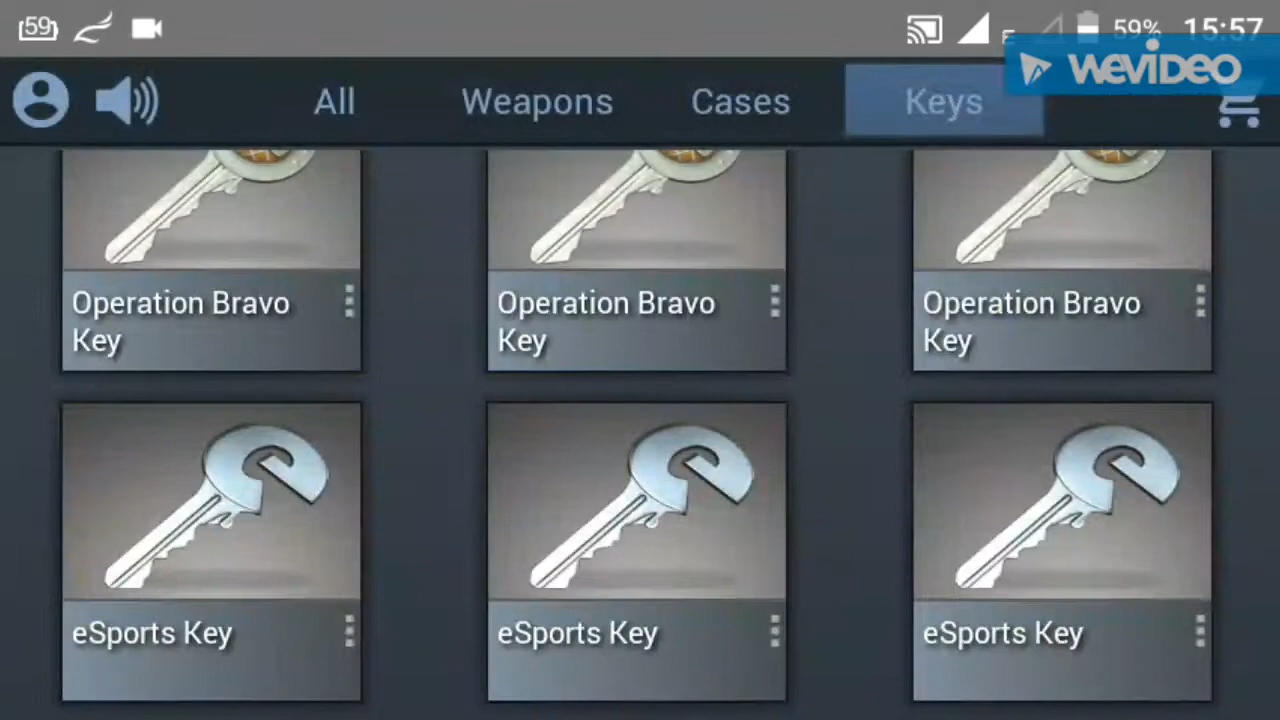 59
59% 15:57
WEVIDEO
All Weapons Cases Keys
Operation Bravo
Key
Operation Bravo
Key
Operation Bravo
Key
eSports Key
eSports Key
eSports Key